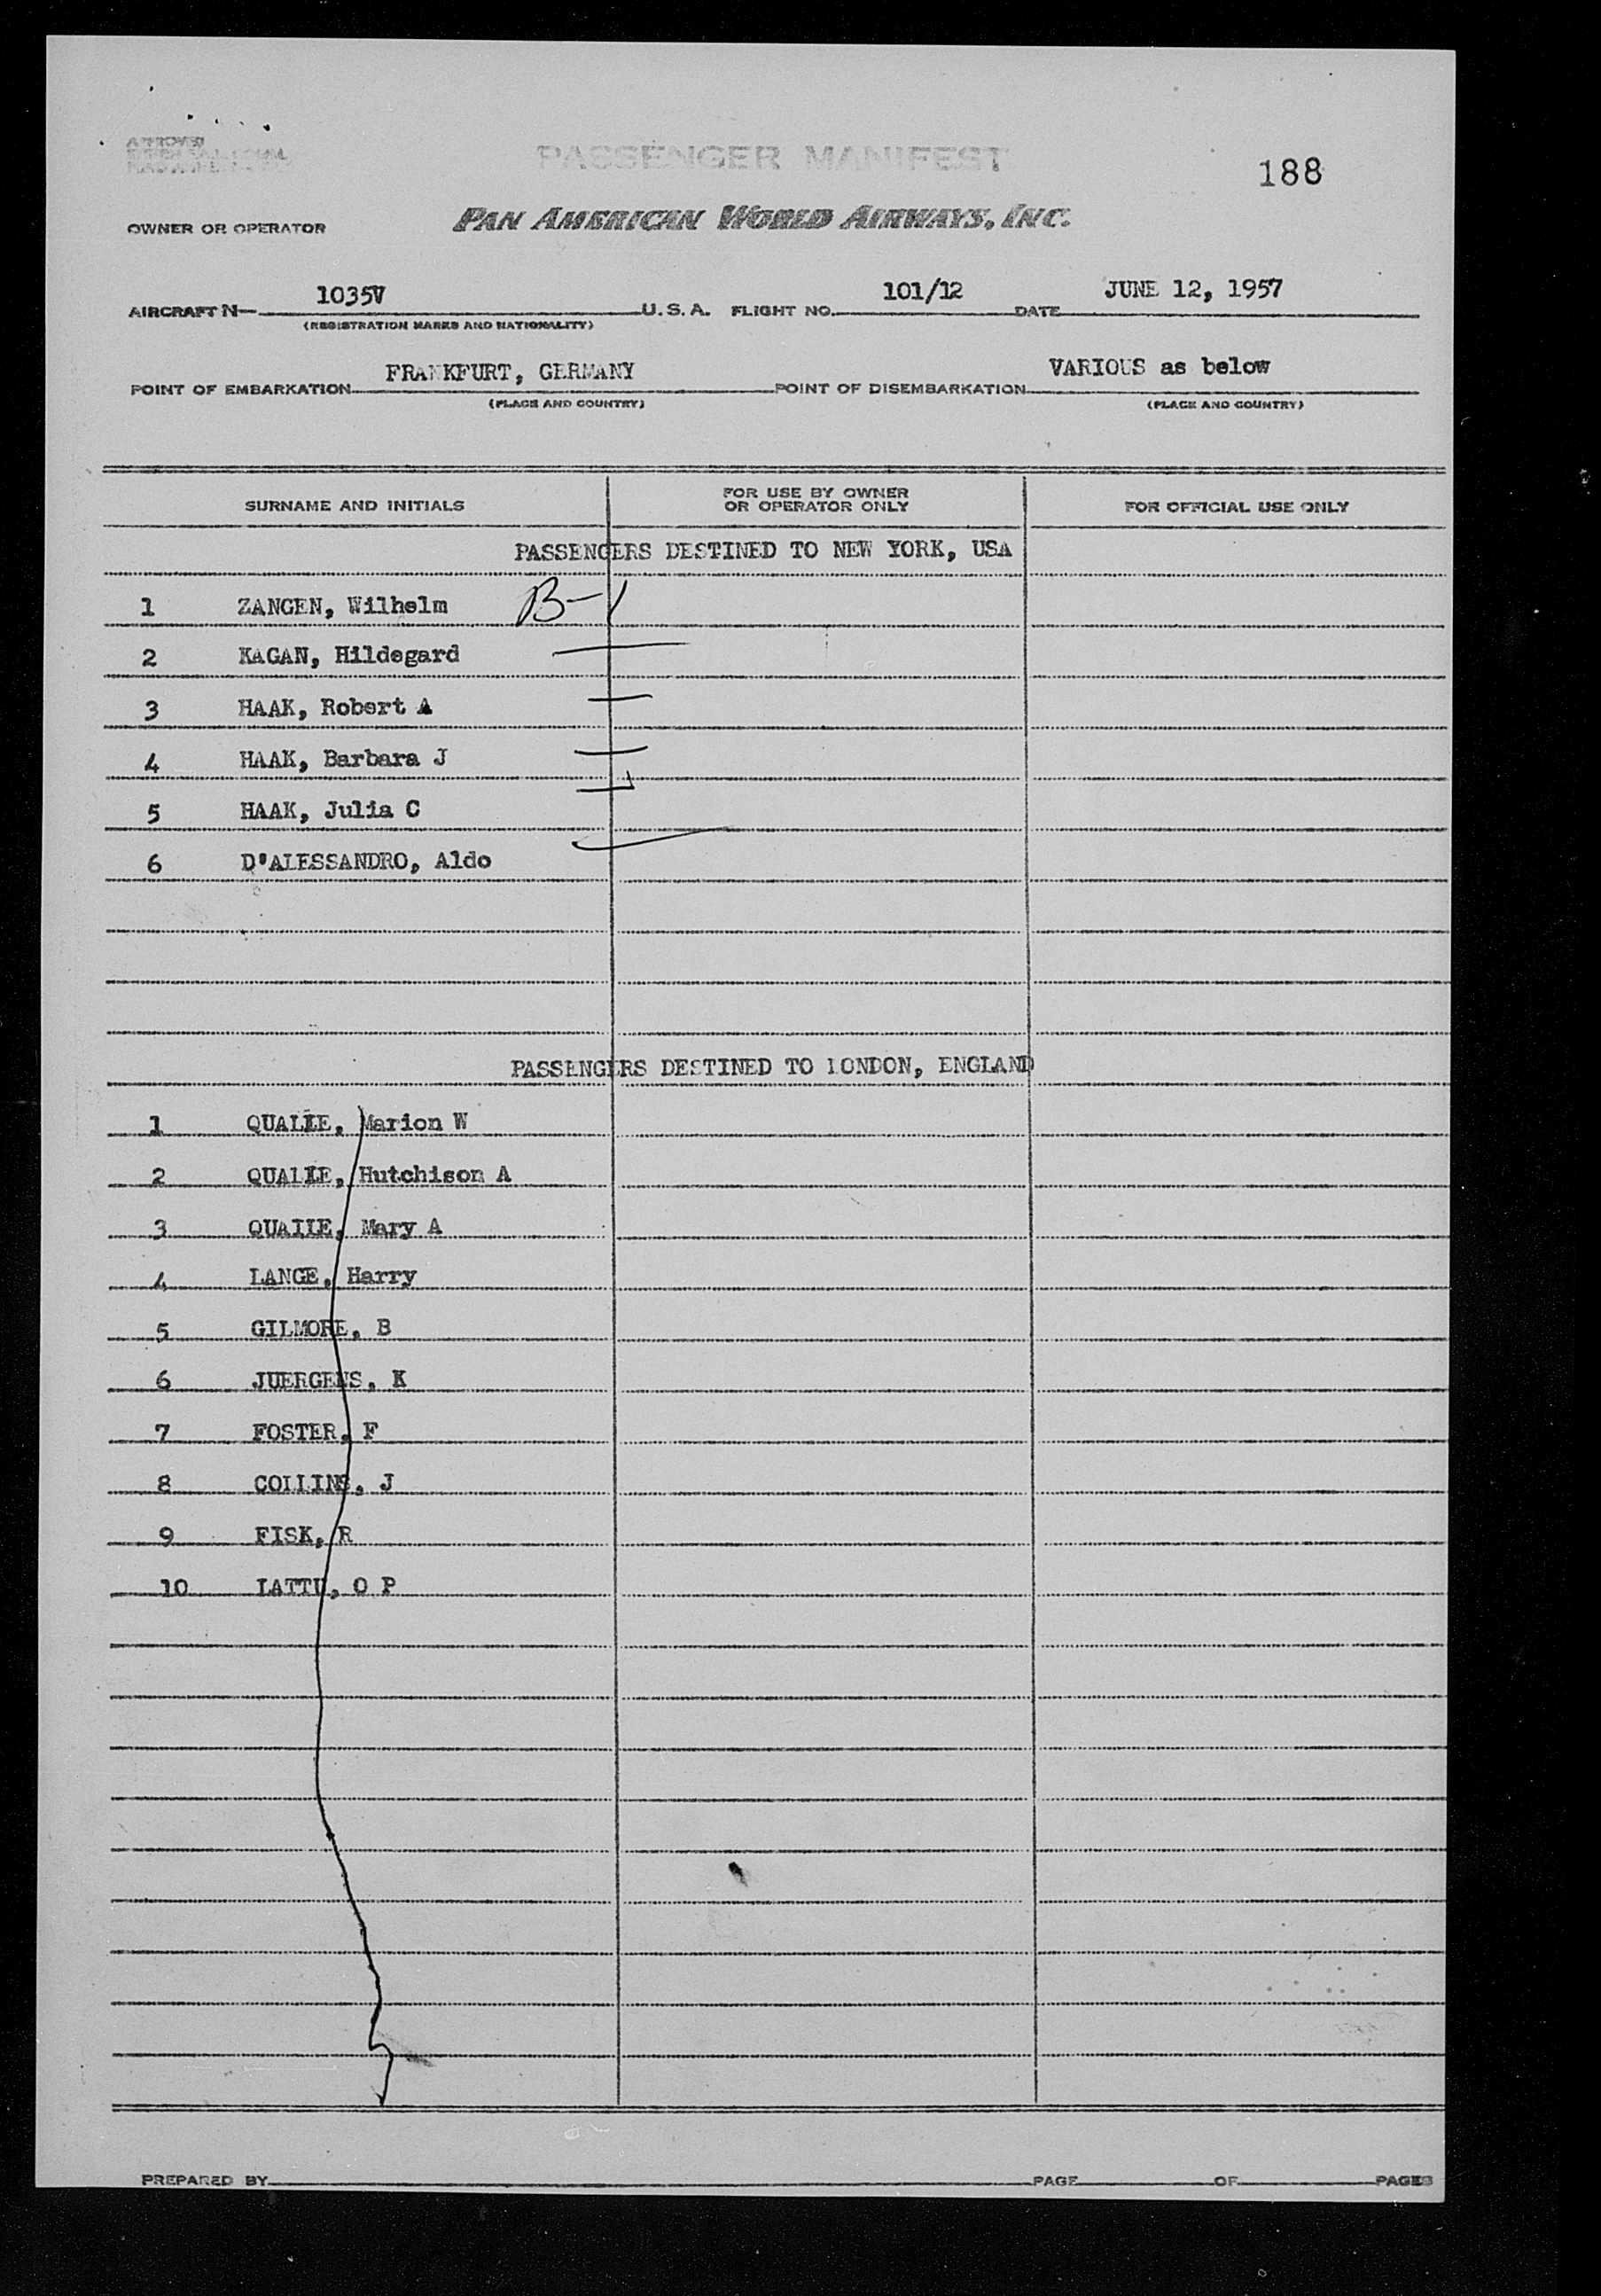 APPROVED
PASSENGER MANIFEST
188
OWNER OR OPERATOR
PAN AMERICAN WORLD AIRWAYS, INC.
AIRCRAFT N— 1035V U. S. A. FLIGHT NO. 101/12 DATE JUNE 12, 1957
(REGISTRATION MARKS AND NATIONALITY)
POINT OF EMBARKATION FRANKFURT, GERMANY POINT OF DISEMBARKATION VARIOUS as below
(PLACE AND COUNTRY) (PLACE AND COUNTRY)
SURNAME AND INITIALS FOR USE BY OWNER OR OPERATOR ONLY FOR OFFICIAL USE ONLY
PASSENGERS DESTINED TO NEW YORK, USA
1 ZANGEN, Wilhelm B-1
2 KAGAN, Hildegard
3 HAAK, Robert A
4 HAAK, Barbara J
5 HAAK, Julia C
6 D'ALESSANDRO, Aldo
PASSENGERS DESTINED TO LONDON, ENGLAND
1 QUALLE, Marion W
2 QUALLE, Hutchison A
3 QUALLE, Mary A
4 LANGE, Harry
5 GILMORE, B
6 JUERGENS, K
7 FOSTER, F
8 COLLINS, J
9 FISK, R
10 LATTU, O P
PREPARED BY PAGE OF PAGES